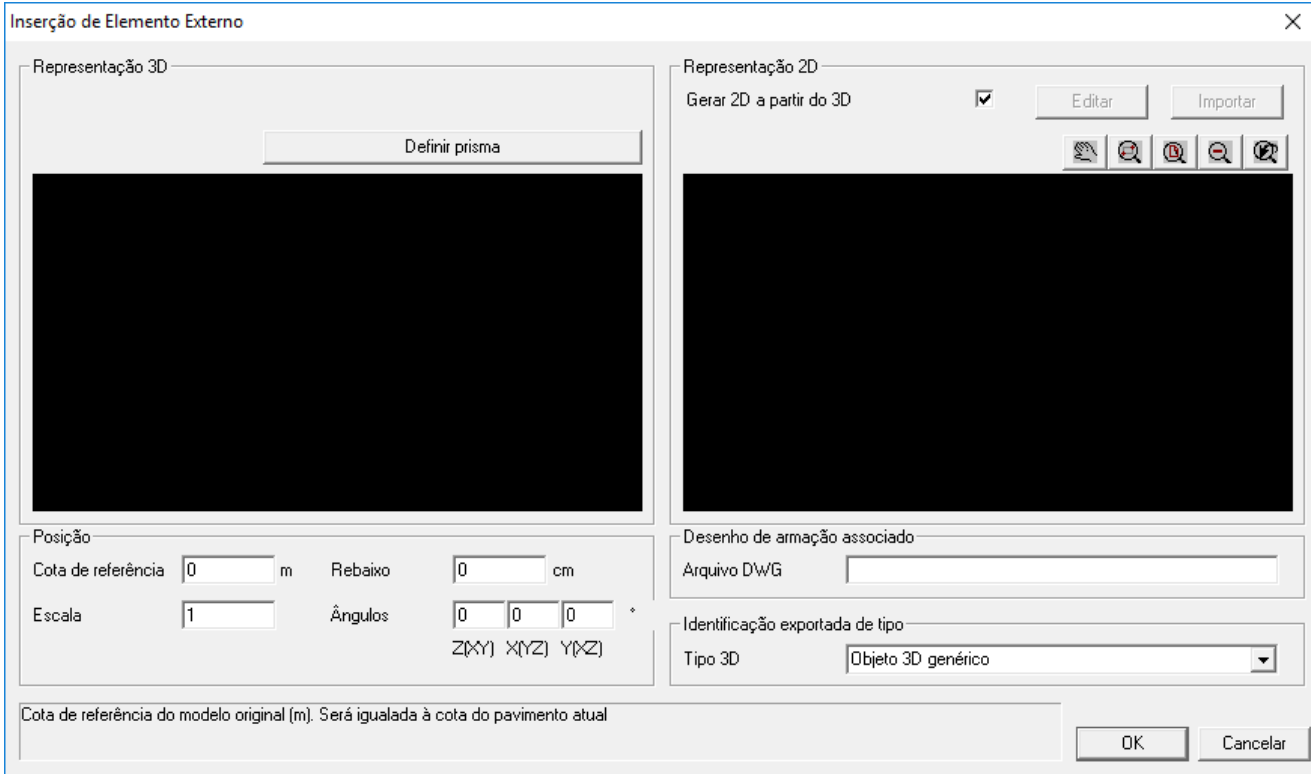 Inserção de Elemento Externo
Representação 3D
Definir prisma
Representação 2D
Gerar 2D a partir do 3D
Editar
Importar
Posição
Cota de referência 0 m Rebaixo 0 cm
Escala 1 Ângulos 0 0 0 °
Z(XY) X(YZ) Y(XZ)
Desenho de armação associado
Arquivo DWG
Identificação exportada de tipo
Tipo 3D Objeto 3D genérico
Cota de referência do modelo original (m). Será igualada à cota do pavimento atual
OK
Cancelar